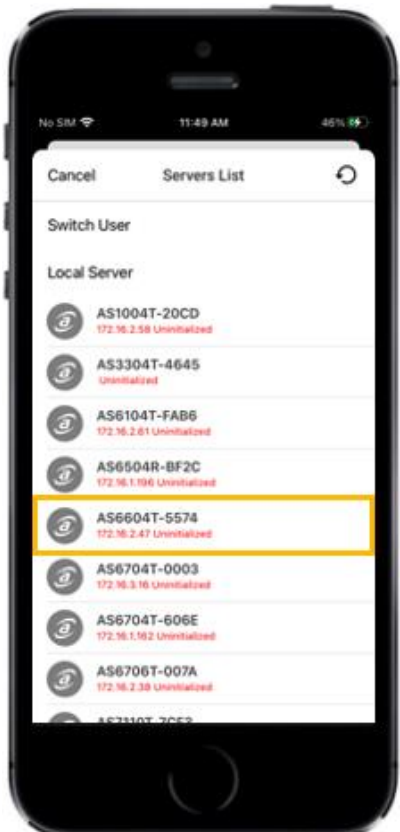 No SIM 11:49 AM 46%
Cancel Servers List
Switch User
Local Server
AS1004T-20CD
172.16.2.58 Uninitialized
AS3304T-4645
Uninitialized
AS6104T-FAB6
172.16.2.61 Uninitialized
AS6504R-BF2C
172.16.1.196 Uninitialized
AS6604T-5574
172.16.2.47 Uninitialized
AS6704T-0003
172.16.3.16 Uninitialized
AS6704T-606E
172.16.1.162 Uninitialized
AS6706T-007A
172.16.2.38 Uninitialized